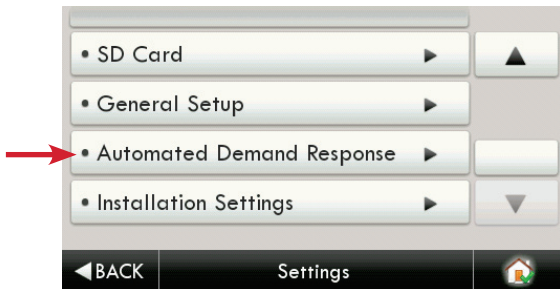 • SD Card
• General Setup
• Automated Demand Response
• Installation Settings
BACK Settings